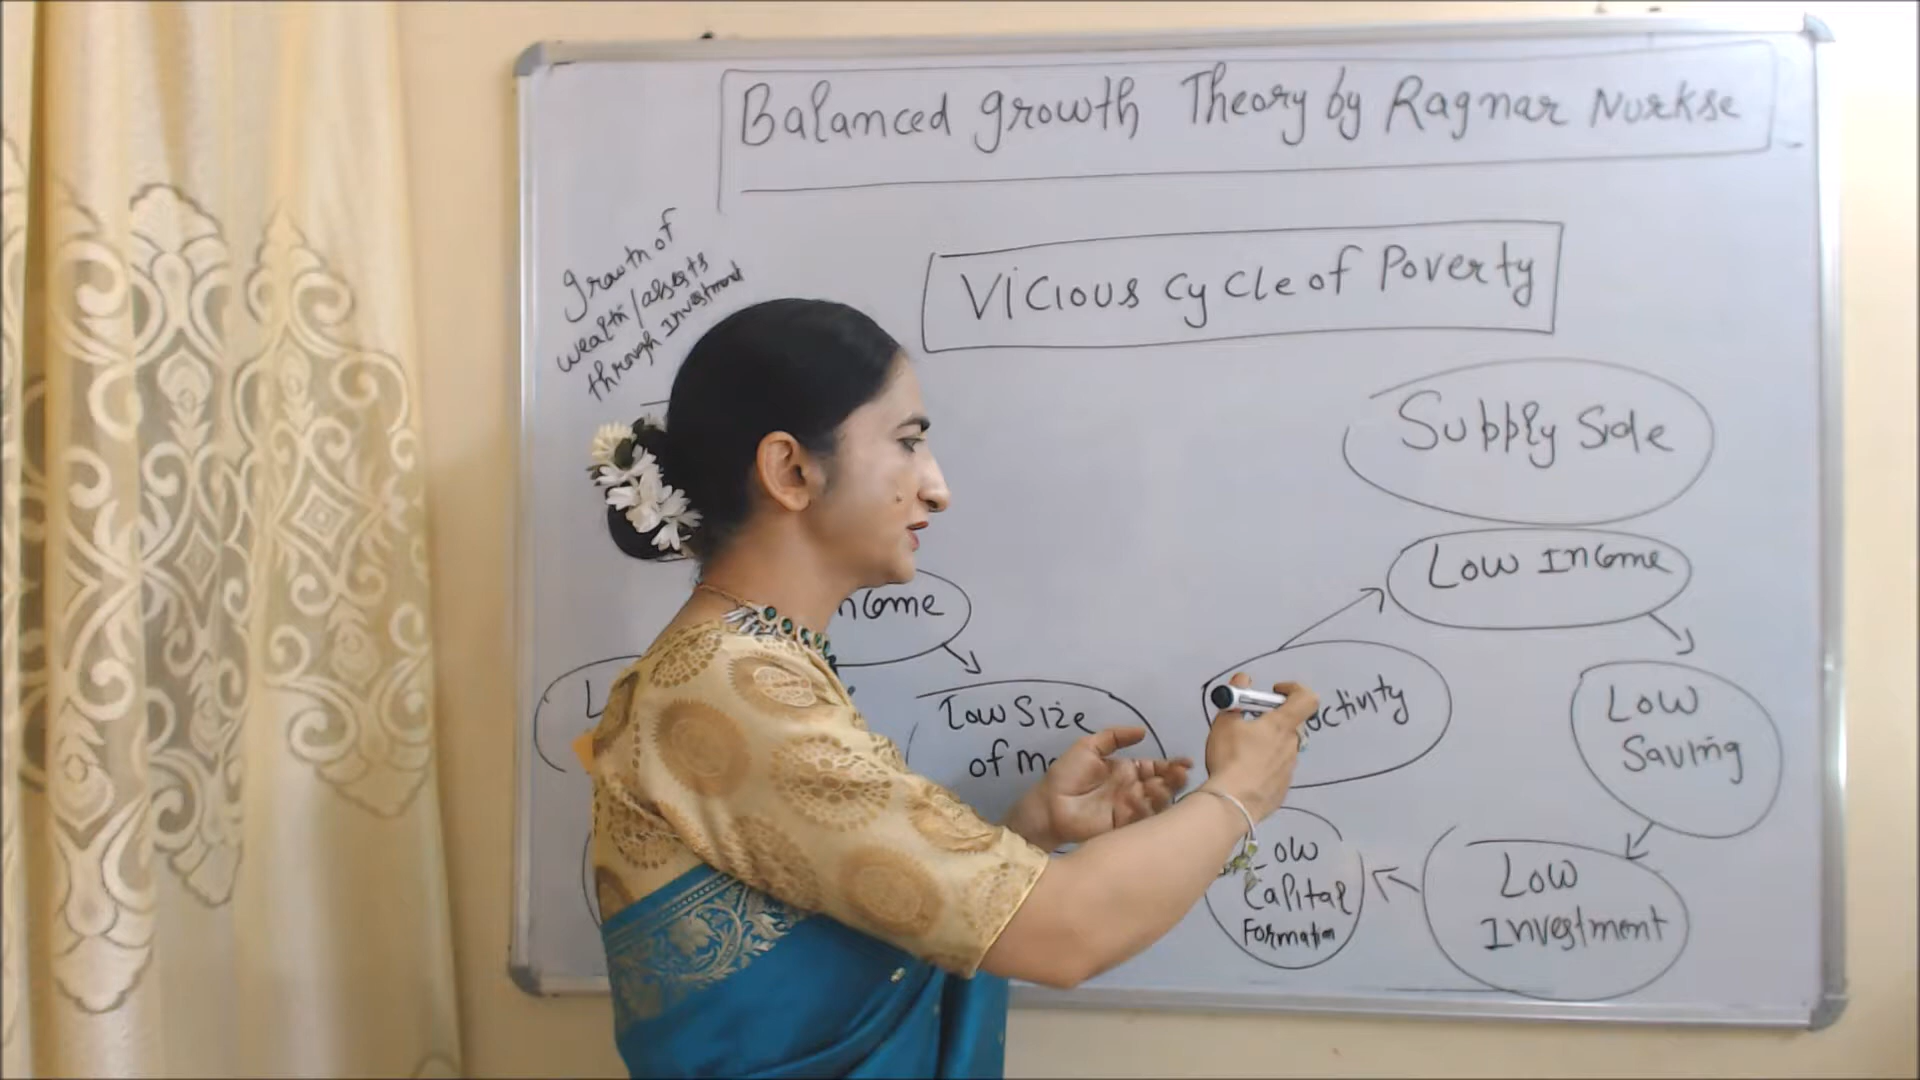 Balanced growth Theory by Ragnar Nurkse
Vicious cycle of Poverty
growth of
wealth/assets
through Investment
Supply Side
Low Income
Low
Saving
Low
Investment
Low
Capital
Formation
Low Size
of